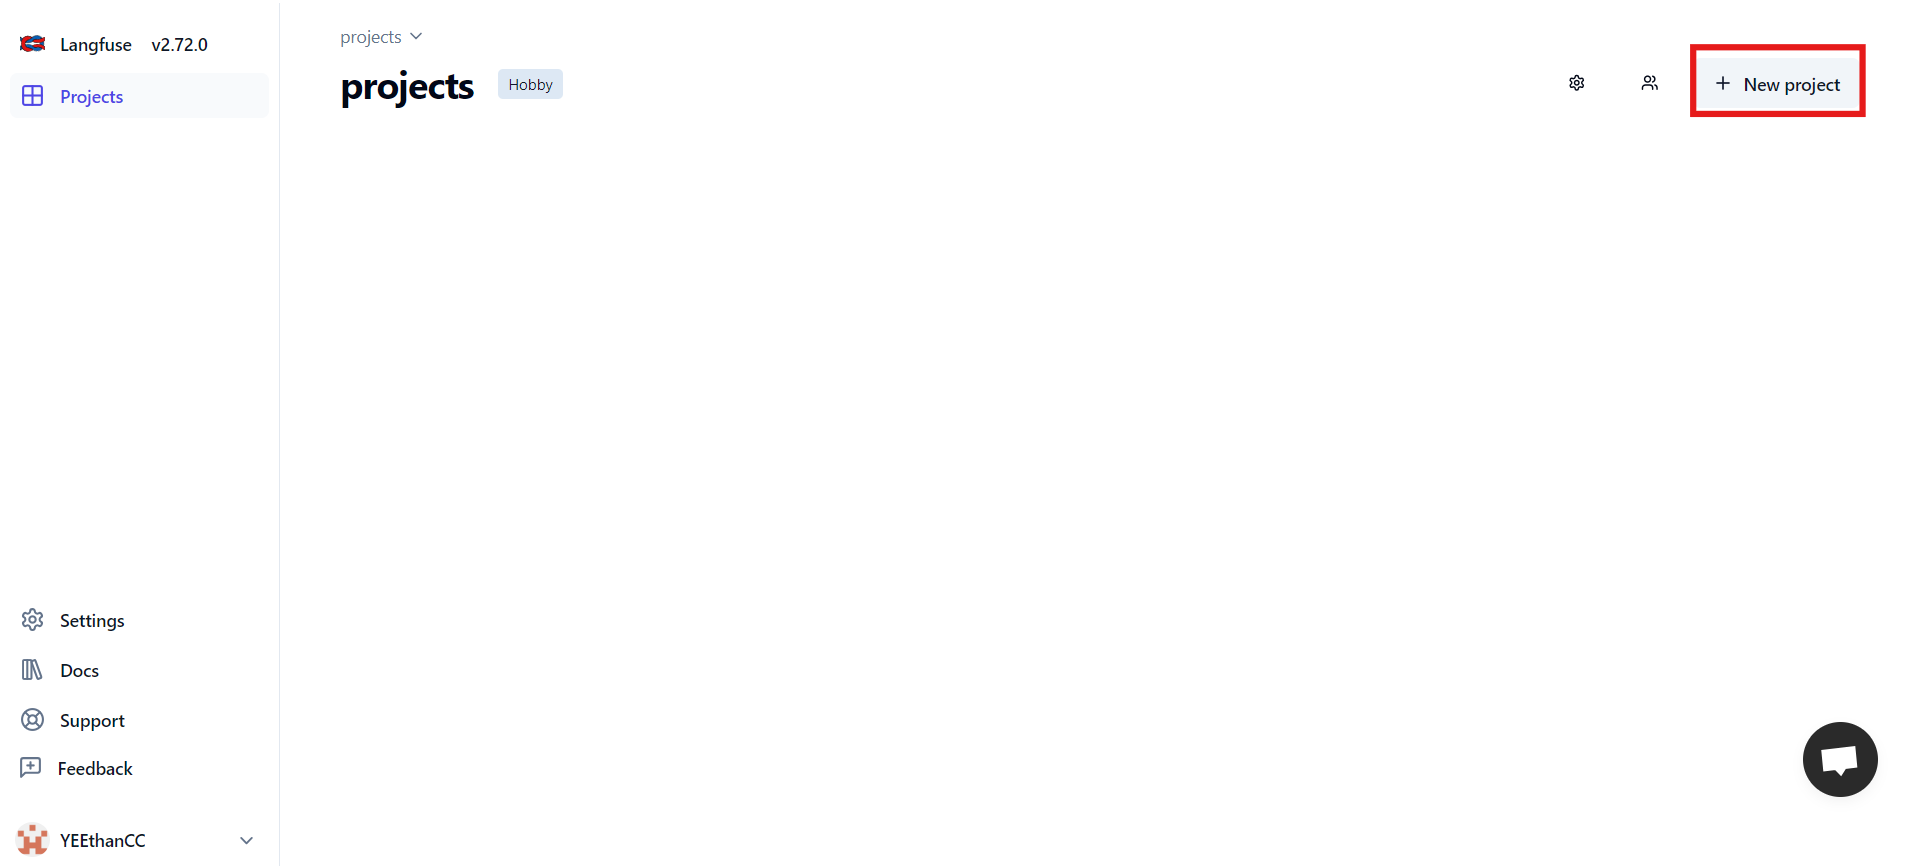 Langfuse v2.72.0
Projects
projects
projects Hobby
New project
Settings
Docs
Support
Feedback
YEEthanCC